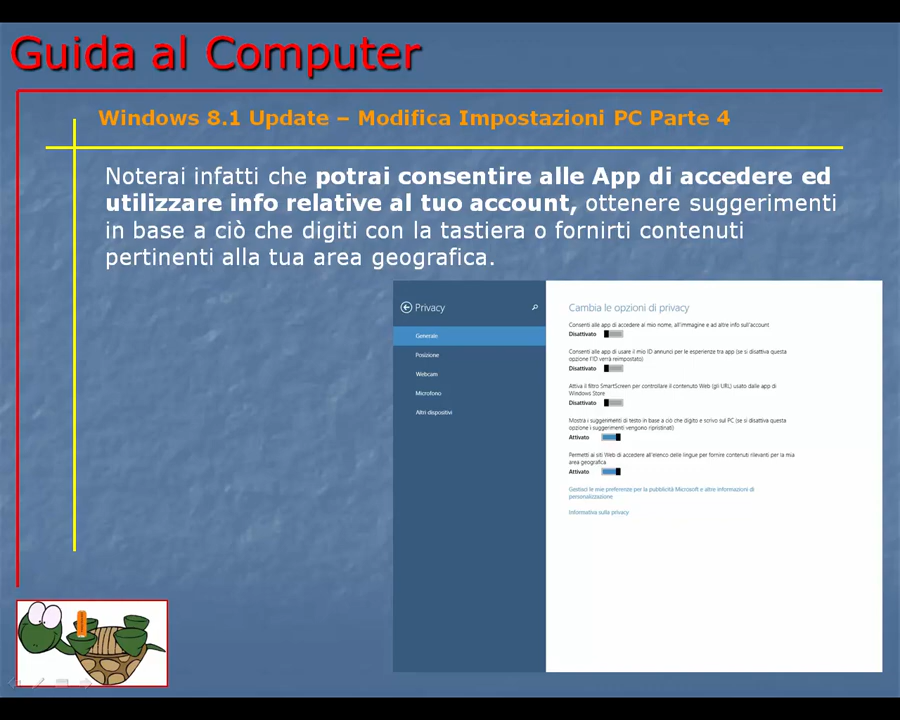 Guida al Computer
Windows 8.1 Update – Modifica Impostazioni PC Parte 4
Noterai infatti che potrai consentire alle App di accedere ed
utilizzare info relative al tuo account, ottenere suggerimenti
in base a ciò che digiti con la tastiera o fornirti contenuti
pertinenti alla tua area geografica.
Privacy
Generale
Posizione
Webcam
Microfono
Altri dispositivi
Cambia le opzioni di privacy
Consenti alle app di accedere al mio nome, all'immagine e ad altre info sull'account
Disattivato
Consenti alle app di usare il mio ID annunci per le esperienze tra app (se si disattiva questa
opzione l'ID verrà reimpostato)
Disattivato
Attiva il filtro SmartScreen per controllare il contenuto Web (gli URL) usato dalle app di
Windows Store
Disattivato
Mostra i suggerimenti di testo in base a ciò che digito e scrivo sul PC (se si disattiva questa
opzione i suggerimenti vengono ripristinati)
Attivato
Permetti ai siti Web di accedere all'elenco delle lingue per fornire contenuti rilevanti per la mia
area geografica
Attivato
Gestisci le mie preferenze per la pubblicità Microsoft e altre informazioni di
personalizzazione
Informativa sulla privacy